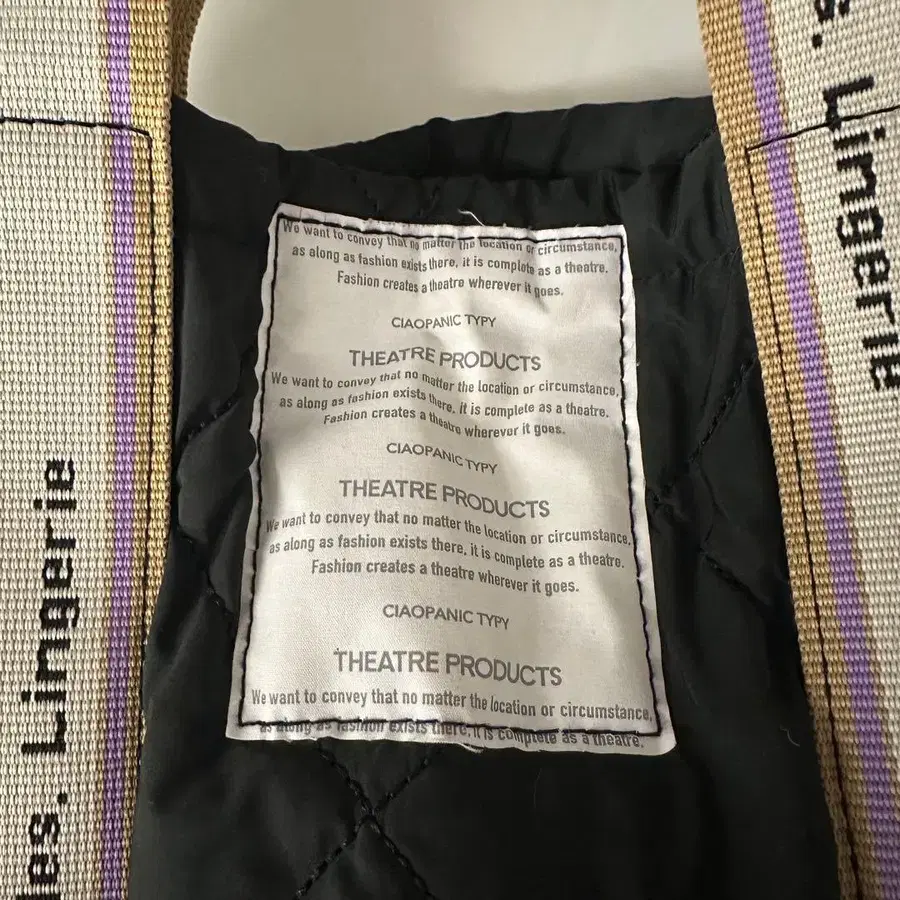 We want to convey that no matter the location or circumstance,
as along as fashion exists there, it is complete as a theatre.
Fashion creates a theatre wherever it goes.
CIAOPANIC TYPY
THEATRE PRODUCTS
We want to convey that no matter the location or circumstance,
as along as fashion exists there, it is complete as a theatre.
Fashion creates a theatre wherever it goes.
CIAOPANIC TYPY
THEATRE PRODUCTS
We want to convey that no matter the location or circumstance,
as along as fashion exists there, it is complete as a theatre.
Fashion creates a theatre wherever it goes.
CIAOPANIC TYPY
THEATRE PRODUCTS
We want to convey that no matter the location or circumstance,
as along as fashion exists there, it is complete as a theatre.
Lingerie
Lingerie